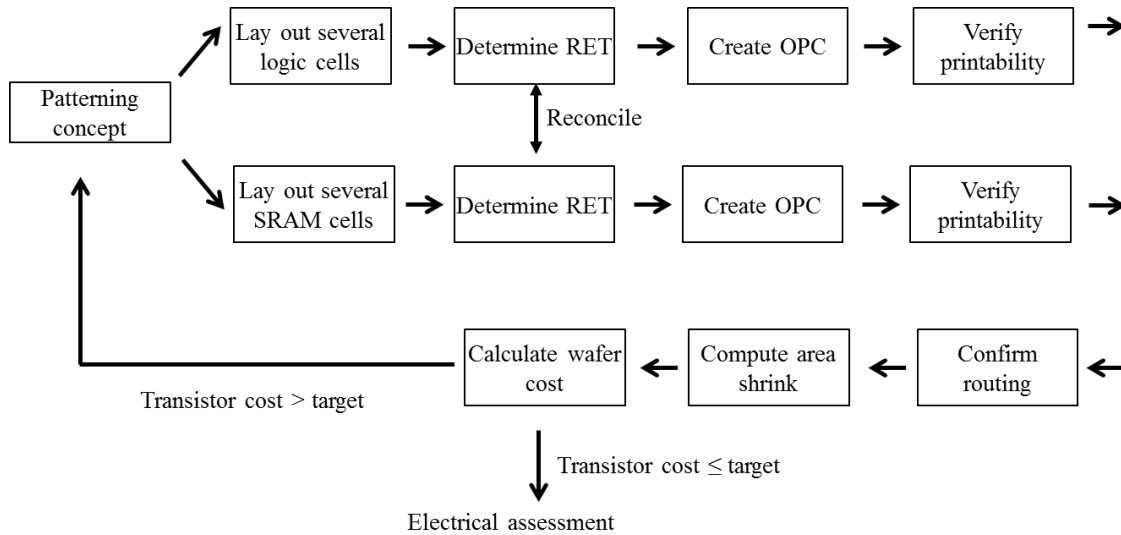 Lay out several
logic cells
Determine RET
Create OPC
Verify
printability
Patterning
concept
Reconcile
Lay out several
SRAM cells
Determine RET
Create OPC
Verify
printability
Calculate wafer
cost
Compute area
shrink
Confirm
routing
Transistor cost > target
Transistor cost ≤ target
Electrical assessment